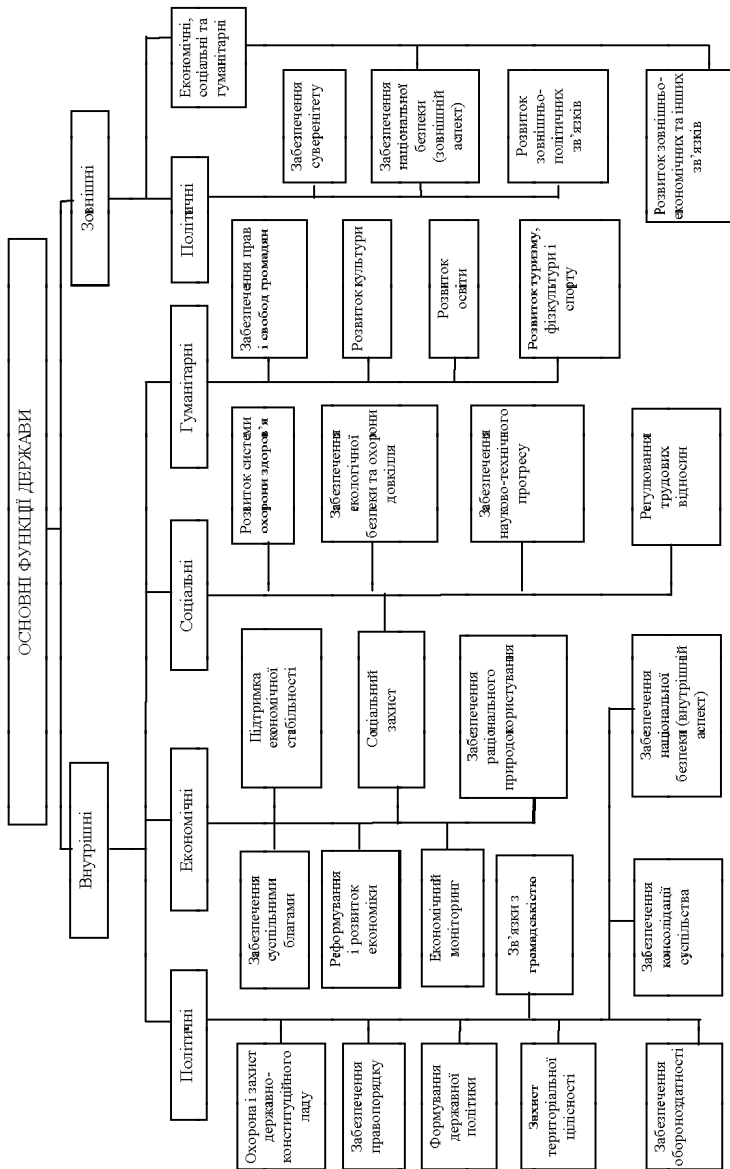 ОСНОВНІ ФУНКЦІЇ ДЕРЖАВИ
Внутрішні
Зовнішні
Політичні
Економічні
Соціальні
Гуманітарні
Політичні
Економічні,
соціальні та
гуманітарні
Охорона і захист
державно-
конституційного
ладу
Забезпечення
правопорядку
Формування
державної
політики
Захист
територіальної
цілісності
Забезпечення
обороноздатності
Зв’язки з
громадськістю
Забезпечення
консолідації
суспільства
Забезпечення
національної
безпеки (внутрішній
аспект)
Забезпечення
суспільними
благами
Реформування
і розвиток
економіки
Економічний
моніторинг
Підтримка
економічної
стабільності
Соціальний
захист
Забезпечення
раціонального
природокористування
Розвиток системи
охорони здоров’я
Забезпечення
екологічної
безпеки та охорони
довкілля
Забезпечення
науково-технічного
прогресу
Регулювання
трудових
відносин
Забезпечення прав
і свобод громадян
Розвиток культури
Розвиток
освіти
Розвиток туризму,
фізкультури і
спорту
Забезпечення
суверенітету
Забезпечення
національної
безпеки
(зовнішній
аспект)
Розвиток
зовнішньо-
політичних
зв’язків
Розвиток зовнішньо-
економічних та інших
зв’язків